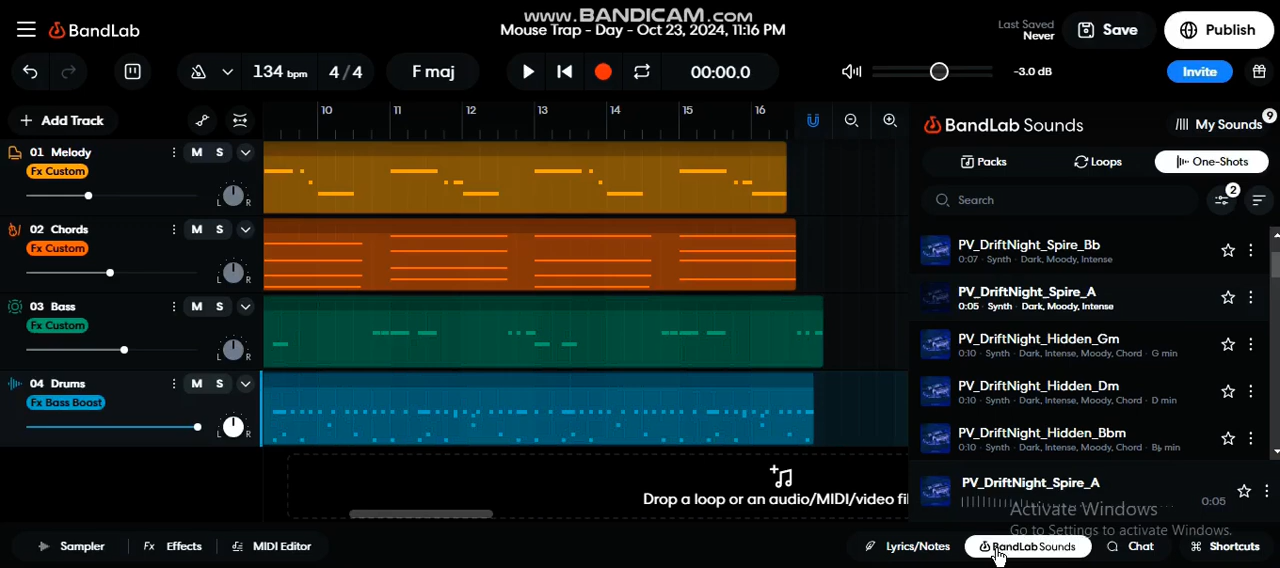 www.BANDICAM.com
BandLab
Mouse Trap - Day - Oct 23, 2024, 11:16 PM
Last Saved
Never
Save
Publish
134 bpm
4 / 4
F maj
00:00.0
-3.0 dB
Invite
+ Add Track
10 11 12 13 14 15 16
BandLab Sounds
My Sounds
9
Packs
Loops
One-Shots
Search
2
01 Melody
M S
Fx Custom
L R
02 Chords
M S
Fx Custom
L R
03 Bass
M S
Fx Custom
L R
04 Drums
M S
Fx Bass Boost
L R
Drop a loop or an audio/MIDI/video fil
PV_DriftNight_Spire_Bb
0:07 · Synth · Dark, Moody, Intense
PV_DriftNight_Spire_A
0:05 · Synth · Dark, Moody, Intense
PV_DriftNight_Hidden_Gm
0:10 · Synth · Dark, Intense, Moody, Chord · G min
PV_DriftNight_Hidden_Dm
0:10 · Synth · Dark, Intense, Moody, Chord · D min
PV_DriftNight_Hidden_Bbm
0:10 · Synth · Dark, Intense, Moody, Chord · B♭ min
PV_DriftNight_Spire_A
0:05
Activate Windows
Go to Settings to activate Windows.
Sampler
Fx Effects
MIDI Editor
Lyrics/Notes
BandLab Sounds
Chat
Shortcuts